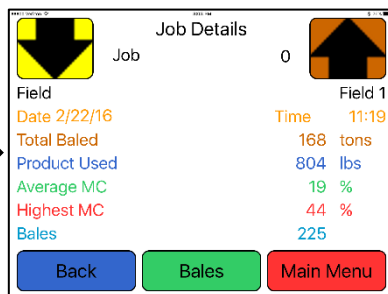 Job Details
Job 0
Field Field 1
Date 2/22/16 Time 11:19
Total Baled 168 tons
Product Used 804 lbs
Average MC 19 %
Highest MC 44 %
Bales 225
Back Bales Main Menu